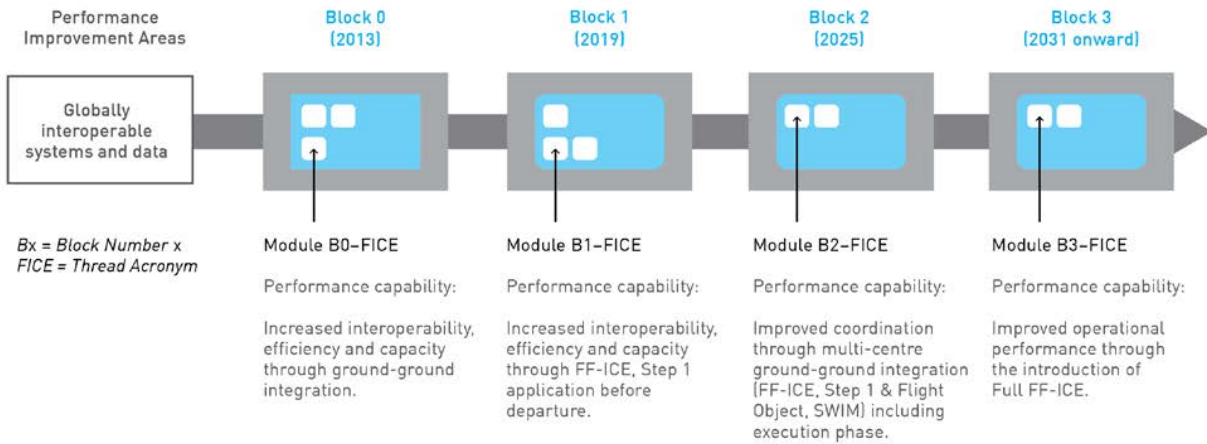 Performance
Improvement Areas
Block 0
(2013)
Block 1
(2019)
Block 2
(2025)
Block 3
(2031 onward)
Globally
interoperable
systems and data
Bx = Block Number x
FICE = Thread Acronym
Module B0–FICE
Performance capability:
Increased interoperability,
efficiency and capacity
through ground-ground
integration.
Module B1–FICE
Performance capability:
Increased interoperability,
efficiency and capacity
through FF-ICE, Step 1
application before
departure.
Module B2–FICE
Performance capability:
Improved coordination
through multi-centre
ground-ground integration
(FF-ICE, Step 1 & Flight
Object, SWIM) including
execution phase.
Module B3–FICE
Performance capability:
Improved operational
performance through
the introduction of
Full FF-ICE.